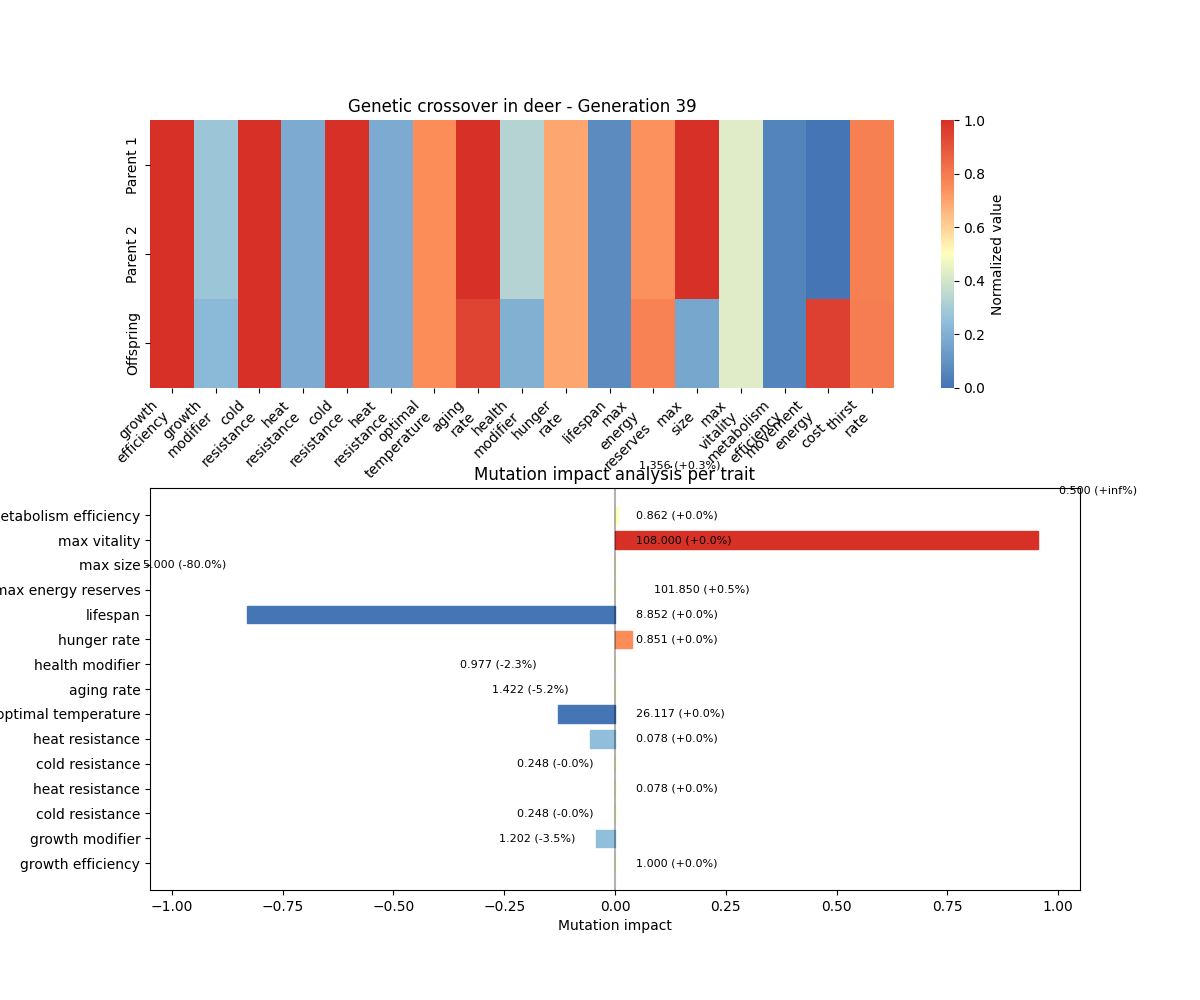 Genetic crossover in deer - Generation 39
Parent 1
Parent 2
Offspring
growth
efficiency
growth
modifier
cold
resistance
heat
resistance
cold
resistance
heat
resistance
optimal
temperature
aging
rate
health
modifier
hunger
rate
lifespan
max
energy
reserves
max
size
max
vitality
metabolism
efficiency
movement
energy
cost
thirst
rate
1.0
0.8
0.6
0.4
0.2
0.0
Normalized value
1.356 (+0.3%)
Mutation impact analysis per trait
0.500 (+inf%)
etabolism efficiency
0.862 (+0.0%)
max vitality
108.000 (+0.0%)
max size
5.000 (-80.0%)
max energy reserves
101.850 (+0.5%)
lifespan
8.852 (+0.0%)
hunger rate
0.851 (+0.0%)
health modifier
0.977 (-2.3%)
aging rate
1.422 (-5.2%)
optimal temperature
26.117 (+0.0%)
heat resistance
0.078 (+0.0%)
cold resistance
0.248 (-0.0%)
heat resistance
0.078 (+0.0%)
cold resistance
0.248 (-0.0%)
growth modifier
1.202 (-3.5%)
growth efficiency
1.000 (+0.0%)
−1.00
−0.75
−0.50
−0.25
0.00
0.25
0.50
0.75
1.00
Mutation impact